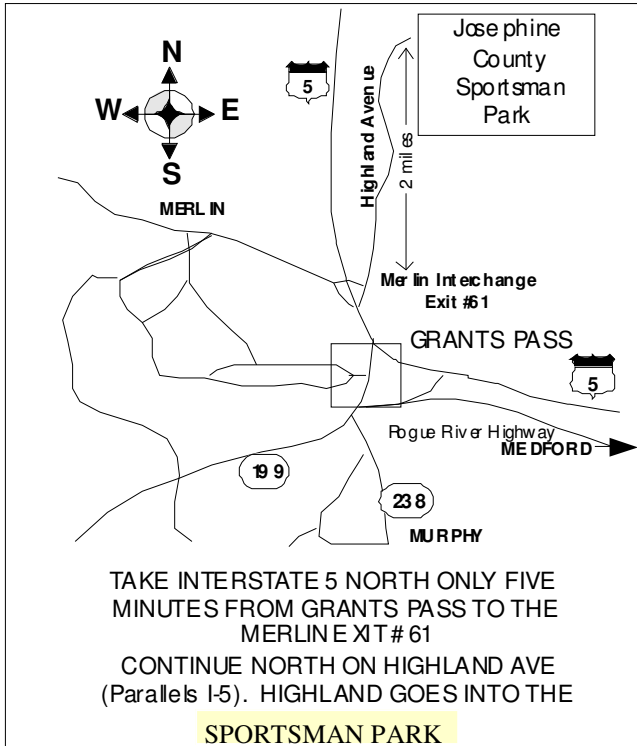 Josephine
County
Sportsman
Park
N
5
W E
Highland Avenue
2 miles
S
MERLIN
Merlin Interchange
Exit #61
GRANTS PASS
5
Rogue River Highway
MEDFORD
199
238
MURPHY
TAKE INTERSTATE 5 NORTH ONLY FIVE
MINUTES FROM GRANTS PASS TO THE
MERLIN EXIT # 61
CONTINUE NORTH ON HIGHLAND AVE
(Parallels I-5). HIGHLAND GOES INTO THE
SPORTSMAN PARK